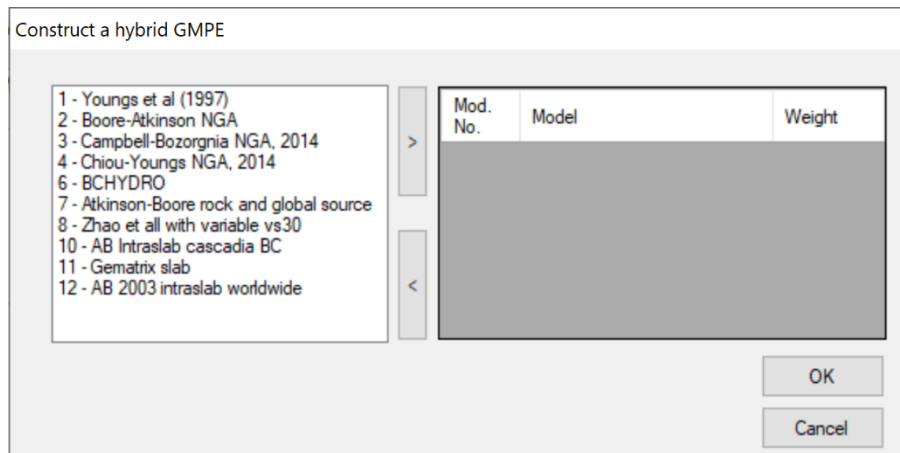 Construct a hybrid GMPE
1 - Youngs et al (1997)
2 - Boore-Atkinson NGA
3 - Campbell-Bozorgnia NGA, 2014
4 - Chiou-Youngs NGA, 2014
6 - BCHYDRO
7 - Atkinson-Boore rock and global source
8 - Zhao et all with variable vs30
10 - AB Intraslab cascadia BC
11 - Gematrix slab
12 - AB 2003 intraslab worldwide
>
<
Mod. No.
Model
Weight
OK
Cancel